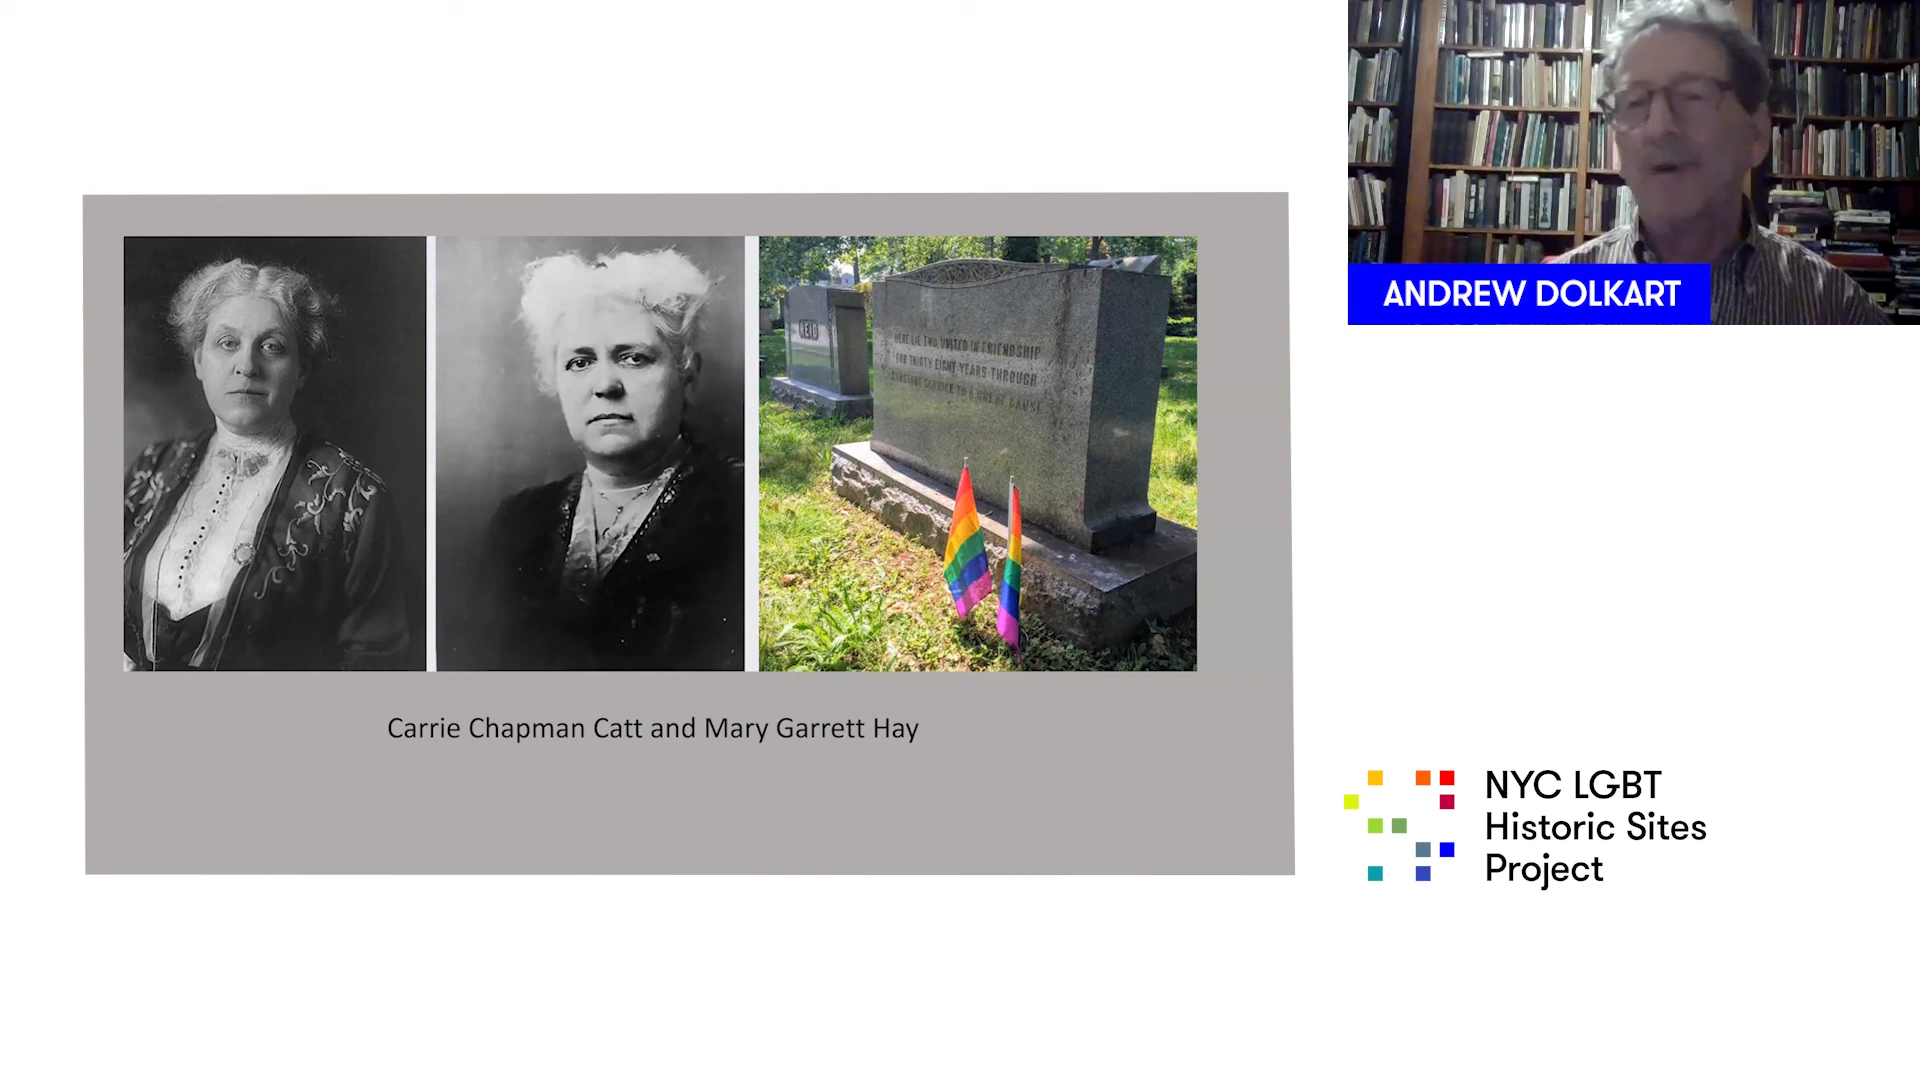 ANDREW DOLKART
REID
HERE LIE TWO UNITED IN FRIENDSHIP
FOR THIRTY EIGHT YEARS THROUGH
CONSTANT SERVICE TO A GREAT CAUSE
Carrie Chapman Catt and Mary Garrett Hay
NYC LGBT
Historic Sites
Project